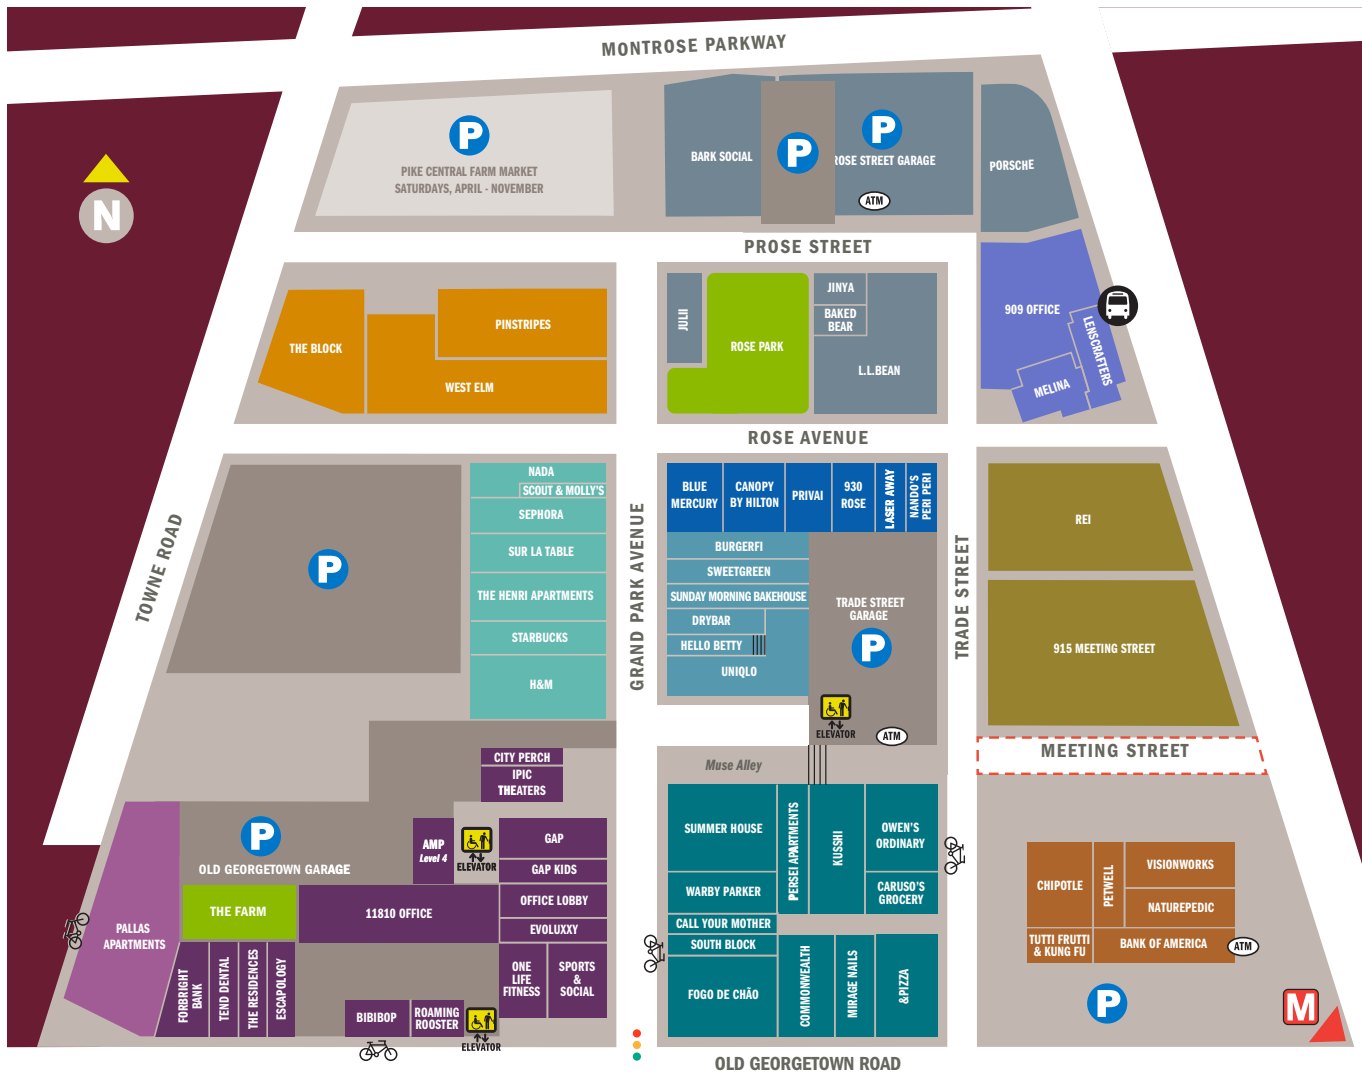 MONTROSE PARKWAY
P
PIKE CENTRAL FARM MARKET
SATURDAYS, APRIL - NOVEMBER
BARK SOCIAL
P
P
ROSE STREET GARAGE
ATM
PORSCHE
N
PROSE STREET
THE BLOCK
PINSTRIPES
WEST ELM
JULII
ROSE PARK
JINYA
BAKED
BEAR
L.L.BEAN
909 OFFICE
LENSCRAFTERS
MELINA
ROSE AVENUE
TOWNE ROAD
P
NADA
SCOUT & MOLLY'S
SEPHORA
SUR LA TABLE
THE HENRI APARTMENTS
STARBUCKS
H&M
GRAND PARK AVENUE
BLUE
MERCURY
CANOPY
BY HILTON
PRIVAI
930
ROSE
LASER AWAY
NANDO'S
PERI PERI
BURGERFI
SWEETGREEN
SUNDAY MORNING BAKEHOUSE
DRYBAR
HELLO BETTY
UNIQLO
TRADE STREET
GARAGE
P
ELEVATOR
ATM
TRADE STREET
REI
915 MEETING STREET
MEETING STREET
CITY PERCH
IPIC
THEATERS
P
OLD GEORGETOWN GARAGE
AMP
Level 4
ELEVATOR
GAP
GAP KIDS
THE FARM
11810 OFFICE
OFFICE LOBBY
EVOLUXXY
PALLAS
APARTMENTS
FORBRIGHT
BANK
TEND DENTAL
THE RESIDENCES
ESCAPOLOGY
ONE
LIFE
FITNESS
SPORTS
&
SOCIAL
BIBIBOP
ROAMING
ROOSTER
ELEVATOR
Muse Alley
SUMMER HOUSE
PERSEI APARTMENTS
KUSSHI
OWEN'S
ORDINARY
WARBY PARKER
CARUSO'S
GROCERY
CALL YOUR MOTHER
SOUTH BLOCK
FOGO DE CHÃO
COMMONWEALTH
MIRAGE NAILS
&PIZZA
CHIPOTLE
PETWELL
VISIONWORKS
NATUREPEDIC
TUTTI FRUTTI
& KUNG FU
BANK OF AMERICA
ATM
P
M
OLD GEORGETOWN ROAD